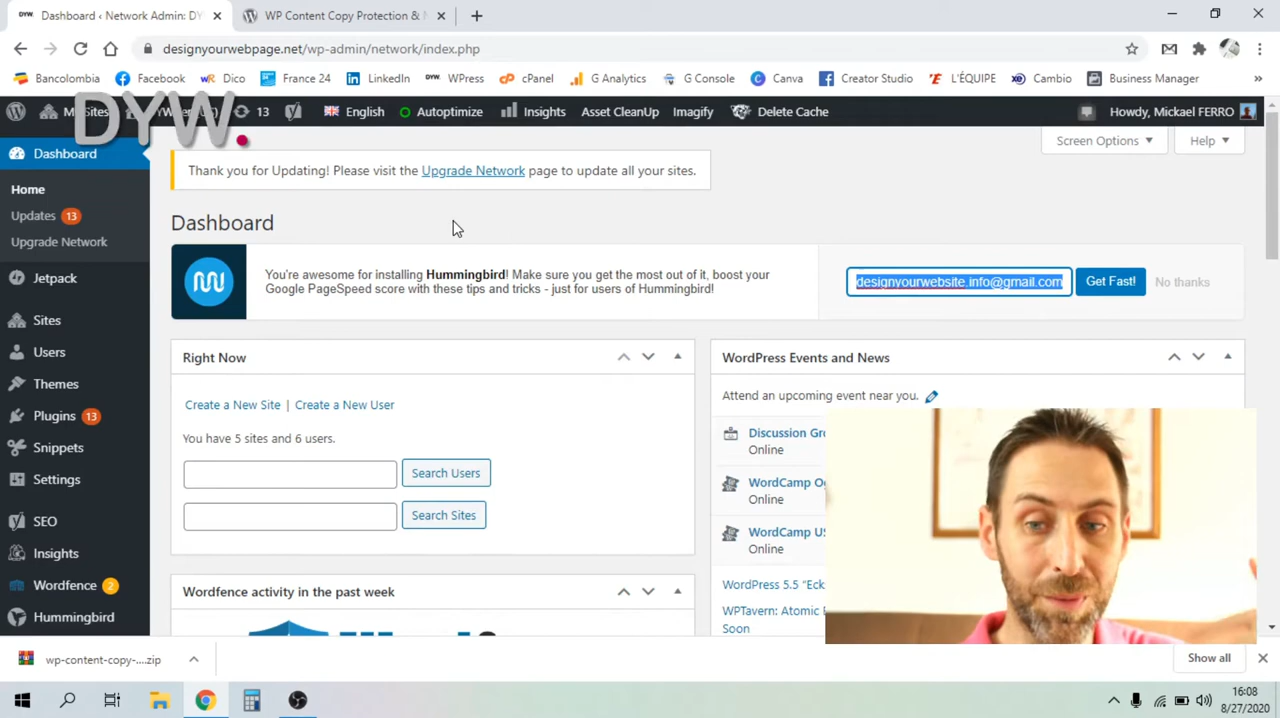 DYW. Dashboard ‹ Network Admin: DY
WP Content Copy Protection & N
designyourwebpage.net/wp-admin/network/index.php
Bancolombia Facebook Dico France 24 LinkedIn WPress cPanel G Analytics G Console Canva Creator Studio L'ÉQUIPE Cambio Business Manager »
DYW.
My Sites 13 English Autoptimize Insights Asset CleanUp Imagify Delete Cache Howdy, Mickael FERRO
Dashboard
Home
Updates 13
Upgrade Network
Jetpack
Sites
Users
Themes
Plugins 13
Snippets
Settings
SEO
Insights
Wordfence 2
Hummingbird
Screen Options Help
Thank you for Updating! Please visit the Upgrade Network page to update all your sites.
Dashboard
You're awesome for installing Hummingbird! Make sure you get the most out of it, boost your
Google PageSpeed score with these tips and tricks - just for users of Hummingbird!
designyourwebsite.info@gmail.com Get Fast! No thanks
Right Now
Create a New Site | Create a New User
You have 5 sites and 6 users.
Search Users
Search Sites
Wordfence activity in the past week
WordPress Events and News
Attend an upcoming event near you.
Discussion Gro
Online
WordCamp Og
Online
WordCamp US
Online
WordPress 5.5 “Eck
WPTavern: Atomic
Soon
wp-content-copy-....zip
Show all
16:08
8/27/2020